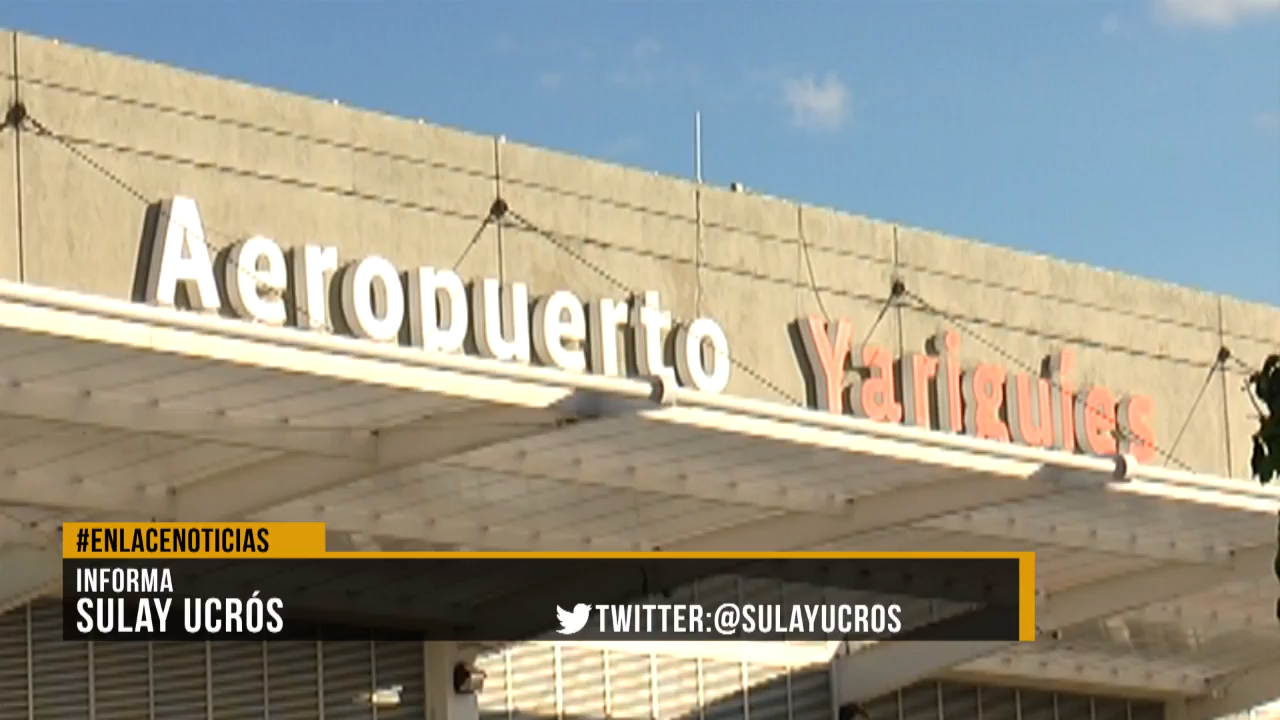 Aeropuerto Yariguíes
#ENLACENOTICIAS
INFORMA
SULAY UCRÓS
TWITTER:@SULAYUCROS